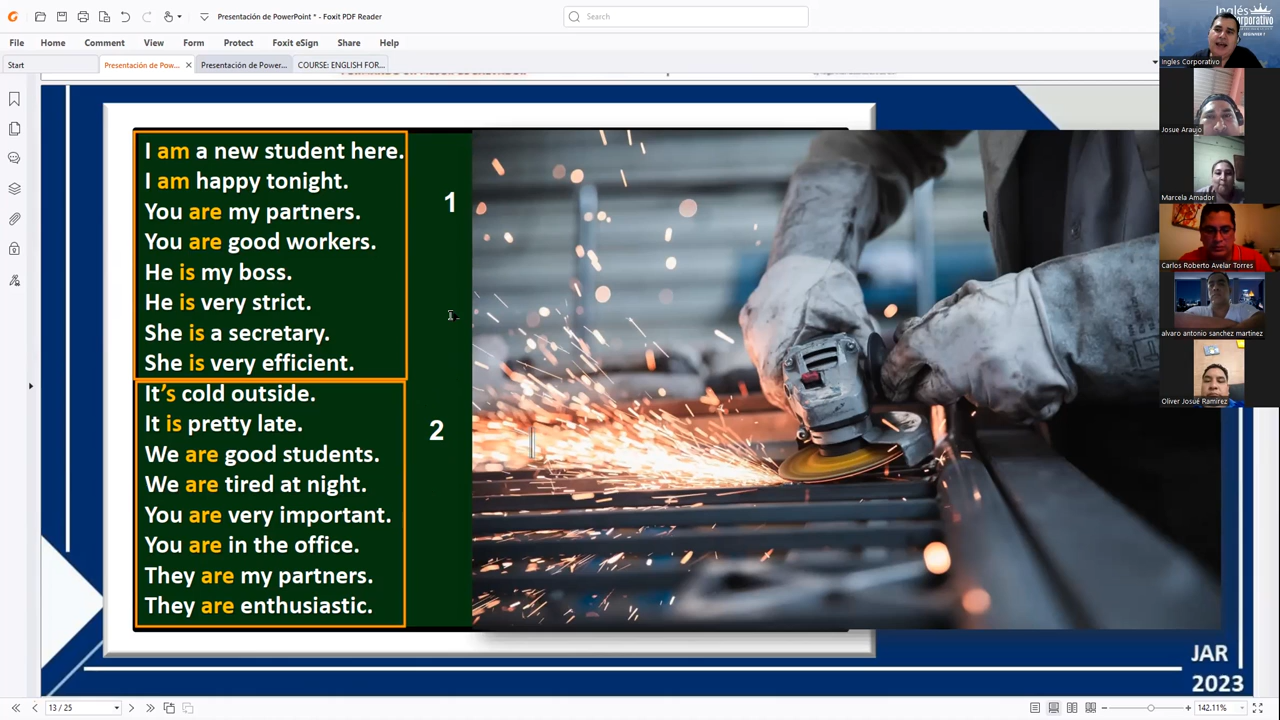 Presentación de PowerPoint * - Foxit PDF Reader
Search
File Home Comment View Form Protect Foxit eSign Share Help
Start
Presentación de Pow...
Presentación de Power...
COURSE: ENGLISH FOR...
I am a new student here.
I am happy tonight.
You are my partners.
You are good workers.
He is my boss.
He is very strict.
She is a secretary.
She is very efficient.
1
It's cold outside.
It is pretty late.
We are good students.
We are tired at night.
You are very important.
You are in the office.
They are my partners.
They are enthusiastic.
2
JAR
2023
Inglés
Corporativo
BEGINNER 1
Ingles Corporativo
Josue Araujo
Marcela Amador
Carlos Roberto Avelar Torres
alvaro antonio sanchez martinez
Oliver Josué Ramirez
13 / 25
142.11%